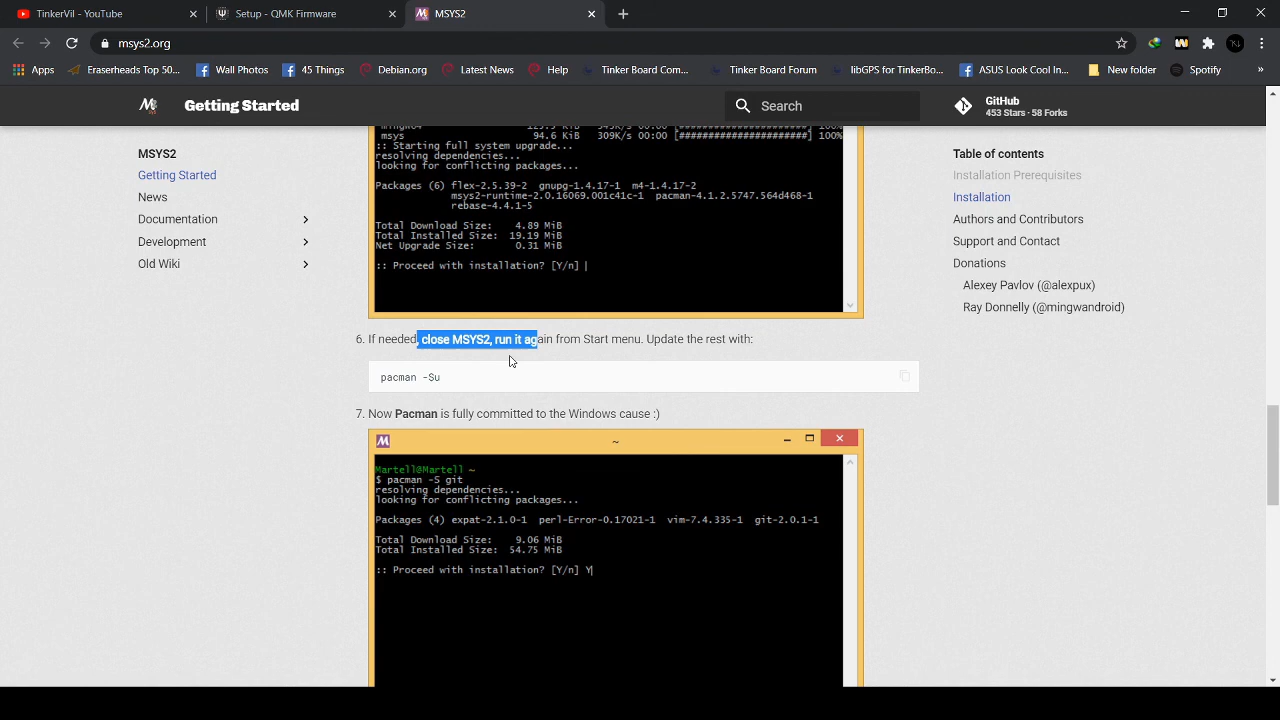 TinkerVil - YouTube
Setup - QMK Firmware
MSYS2
msys2.org
Apps
Eraserheads Top 50...
Wall Photos
45 Things
Debian.org
Latest News
Help
Tinker Board Com...
Tinker Board Forum
libGPS for TinkerBo...
ASUS Look Cool In...
New folder
Spotify
»
Getting Started
Search
GitHub
453 Stars · 58 Forks
MSYS2
Getting Started
News
Documentation
Development
Old Wiki
msys 94.6 KiB 309K/s 00:00 [######################] 100%
:: Starting full system upgrade...
resolving dependencies...
looking for conflicting packages...
Packages (6) flex-2.5.39-2 gnupg-1.4.17-1 m4-1.4.17-2
msys2-runtime-2.0.16069.001c41c-1 pacman-4.1.2.5747.564d468-1
rebase-4.4.1-5
Total Download Size: 4.89 MiB
Total Installed Size: 19.19 MiB
Net Upgrade Size: 0.31 MiB
:: Proceed with installation? [Y/n]
6. If needed, close MSYS2, run it again from Start menu. Update the rest with:
pacman -Su
7. Now Pacman is fully committed to the Windows cause :)
~
Martell@Martell ~
$ pacman -S git
resolving dependencies...
looking for conflicting packages...
Packages (4) expat-2.1.0-1 perl-Error-0.17021-1 vim-7.4.335-1 git-2.0.1-1
Total Download Size: 9.06 MiB
Total Installed Size: 54.75 MiB
:: Proceed with installation? [Y/n] Y
Table of contents
Installation Prerequisites
Installation
Authors and Contributors
Support and Contact
Donations
Alexey Pavlov (@alexpux)
Ray Donnelly (@mingwandroid)